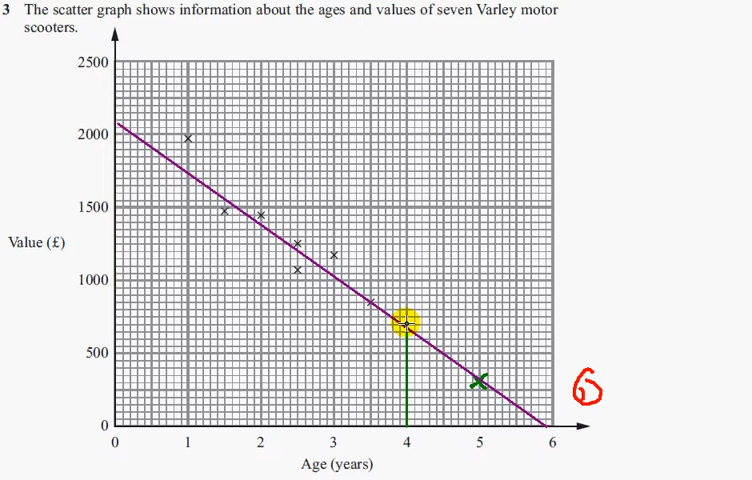 3 The scatter graph shows information about the ages and values of seven Varley motor
scooters.
2500
2000
1500
Value (£)
1000
500
0
0 1 2 3 4 5 6
Age (years)
6